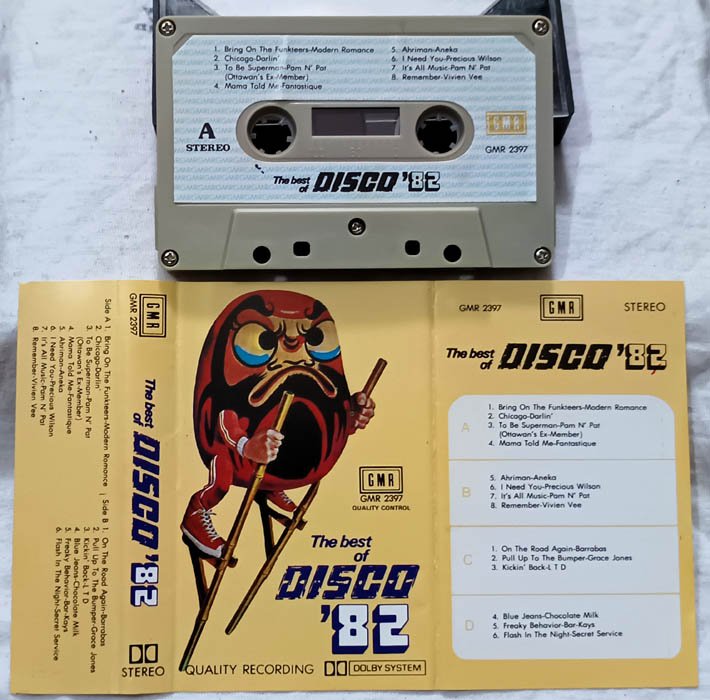 1. Bring On The Funkteers-Modern Romance
2. Chicago-Darlin'
3. To Be Superman-Pam N' Pat
(Ottawan's Ex-Member)
4. Mama Told Me-Fantastique
5. Ahriman-Aneka
6. I Need You-Precious Wilson
7. It's All Music-Pam N' Pat
8. Remember-Vivien Vee
A
STEREO
GMR
GMR 2397
The best
of DISCO '82
Side A 1. Bring On The Funkteers-Modern Romance
2. Chicago-Darlin'
3. To Be Superman-Pam N' Pat
(Ottawan's Ex-Member)
4. Mama Told Me-Fantastique
5. Ahriman-Aneka
6. I Need You-Precious Wilson
7. It's All Music-Pam N' Pat
8. Remember-Vivien Vee
Side B 1. On The Road Again-Barrabas
2. Pull Up To The Bumper-Grace Jones
3. Kickin' Back-L T D
4. Blue Jeans-Chocolate Milk
5. Freaky Behavior-Bar-Kays
6. Flash In The Night-Secret Service
GMR
GMR 2397
The best
of DISCO '82
STEREO
GMR
GMR 2397
QUALITY CONTROL
The best
of
DISCO
'82
QUALITY RECORDING DOLBY SYSTEM
GMR 2397
GMR
STEREO
The best
of DISCO '82
A
1. Bring On The Funkteers-Modern Romance
2. Chicago-Darlin'
3. To Be Superman-Pam N' Pat
(Ottawan's Ex-Member)
4. Mama Told Me-Fantastique
B
5. Ahriman-Aneka
6. I Need You-Precious Wilson
7. It's All Music-Pam N' Pat
8. Remember-Vivien Vee
C
1. On The Road Again-Barrabas
2. Pull Up To The Bumper-Grace Jones
3. Kickin' Back-L T D
D
4. Blue Jeans-Chocolate Milk
5. Freaky Behavior-Bar-Kays
6. Flash In The Night-Secret Service